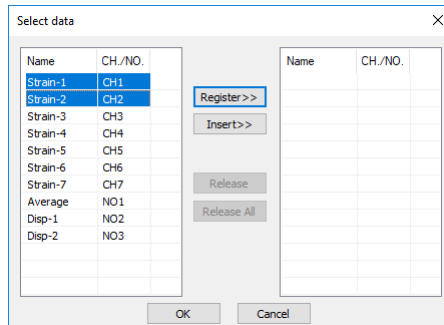 Select data
Name CH./NO.
Strain-1 CH1
Strain-2 CH2
Strain-3 CH3
Strain-4 CH4
Strain-5 CH5
Strain-6 CH6
Strain-7 CH7
Average NO1
Disp-1 NO2
Disp-2 NO3
Register>>
Insert>>
Release
Release All
Name CH./NO.
OK Cancel